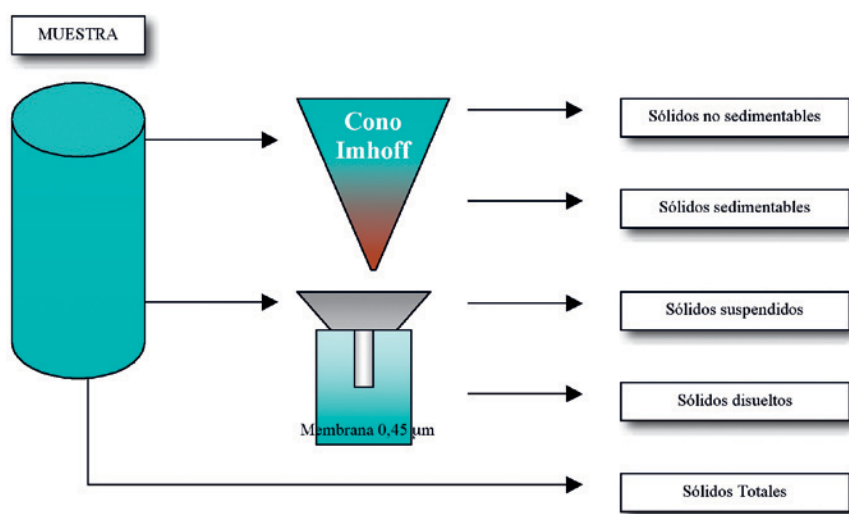 MUESTRA
Cono
Imhoff
Sólidos no sedimentables
Sólidos sedimentables
Sólidos suspendidos
Sólidos disueltos
Membrana 0,45 µm
Sólidos Totales